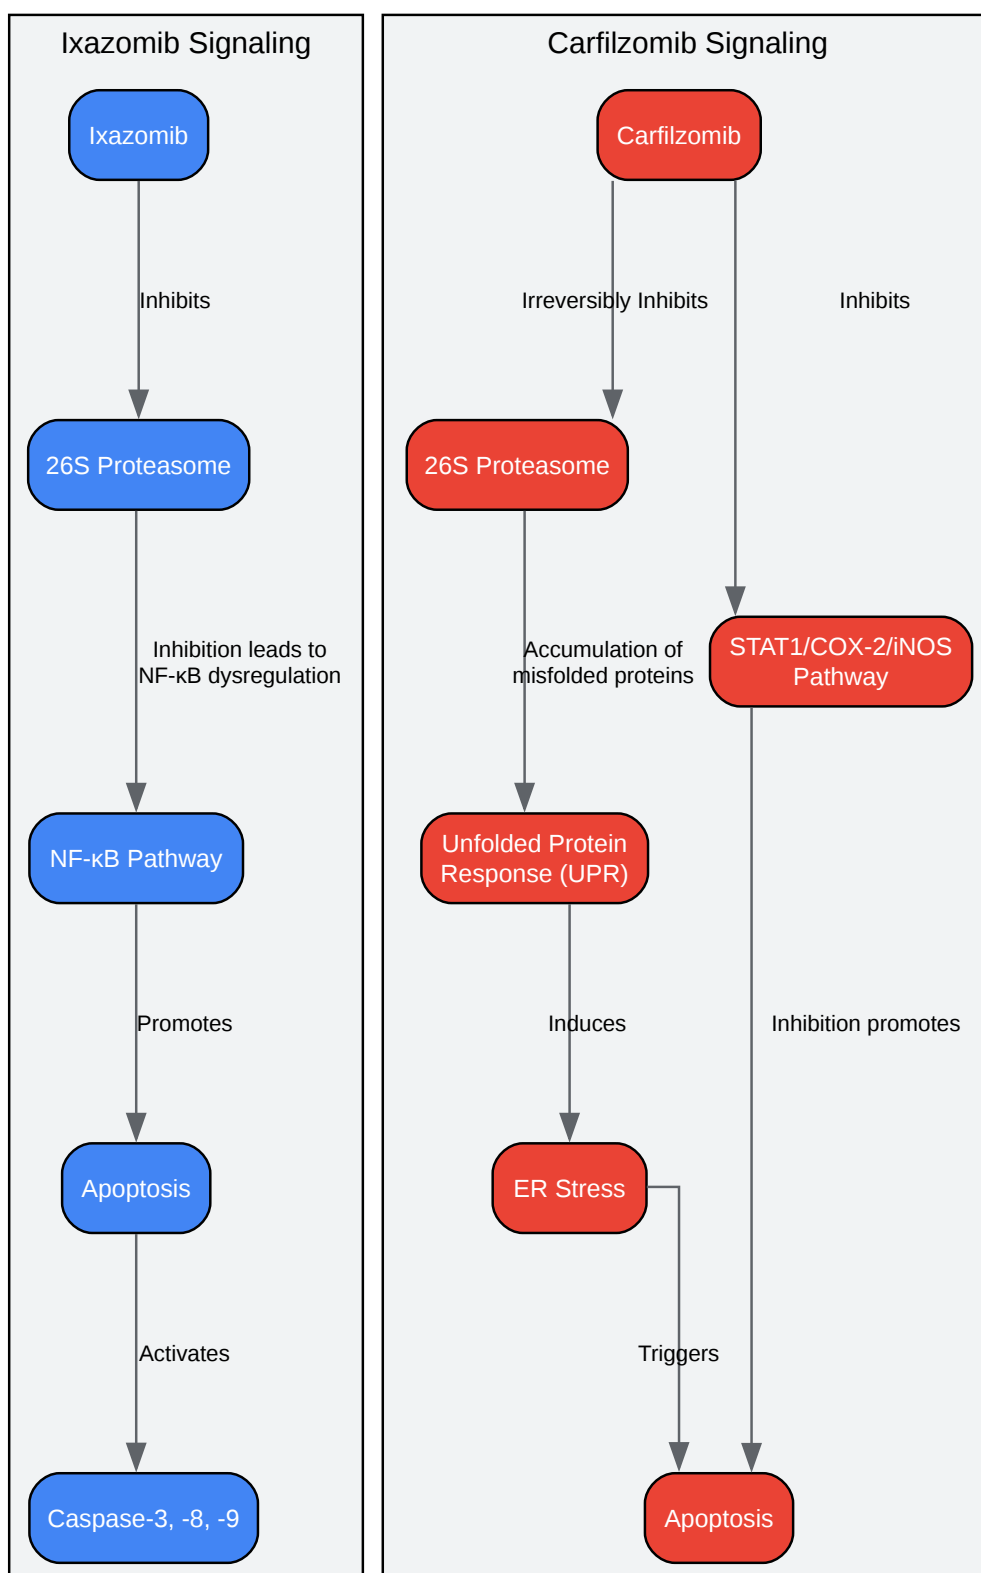 Ixazomib Signaling
Ixazomib
Inhibits
26S Proteasome
Inhibition leads to
NF-κB dysregulation
NF-κB Pathway
Promotes
Apoptosis
Activates
Caspase-3, -8, -9
Carfilzomib Signaling
Carfilzomib
Irreversibly Inhibits
Inhibits
26S Proteasome
Accumulation of
misfolded proteins
STAT1/COX-2/iNOS
Pathway
Unfolded Protein
Response (UPR)
Induces
Inhibition promotes
ER Stress
Triggers
Apoptosis